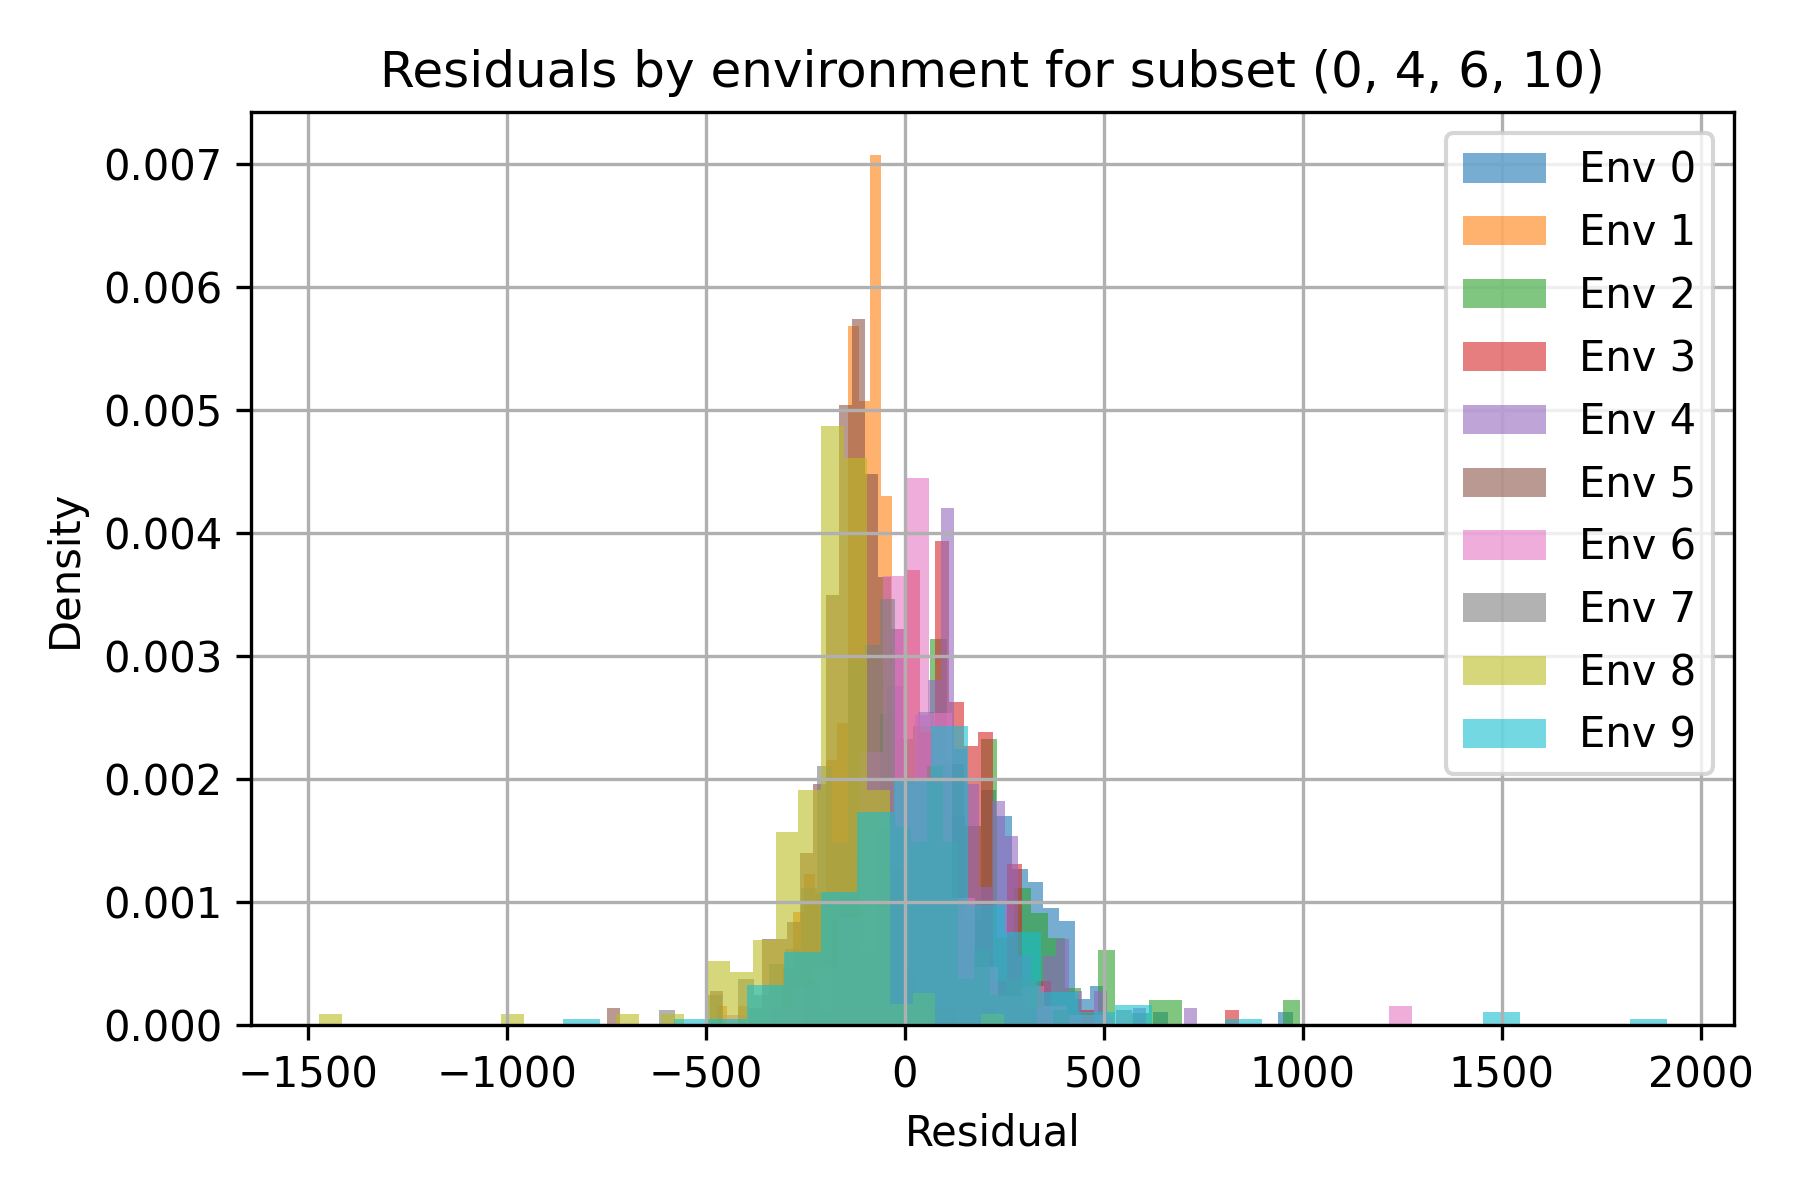 Residuals by environment for subset (0, 4, 6, 10)
0.007
0.006
0.005
0.004
0.003
0.002
0.001
0.000
Density
−1500
−1000
−500
0
500
1000
1500
2000
Residual
Env 0
Env 1
Env 2
Env 3
Env 4
Env 5
Env 6
Env 7
Env 8
Env 9